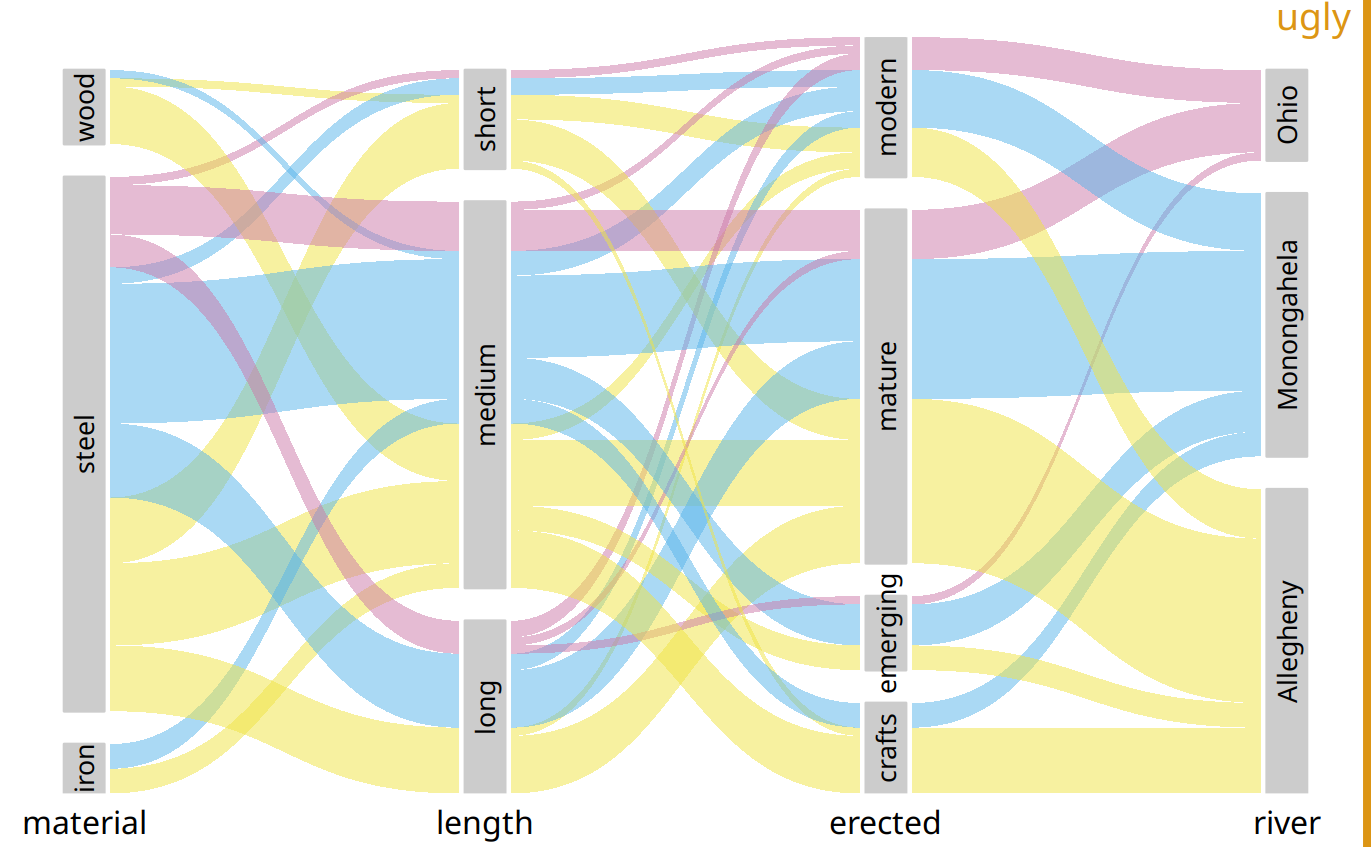 ugly
wood
steel
iron
short
medium
long
modern
mature
emerging
crafts
Ohio
Monongahela
Allegheny
material
length
erected
river